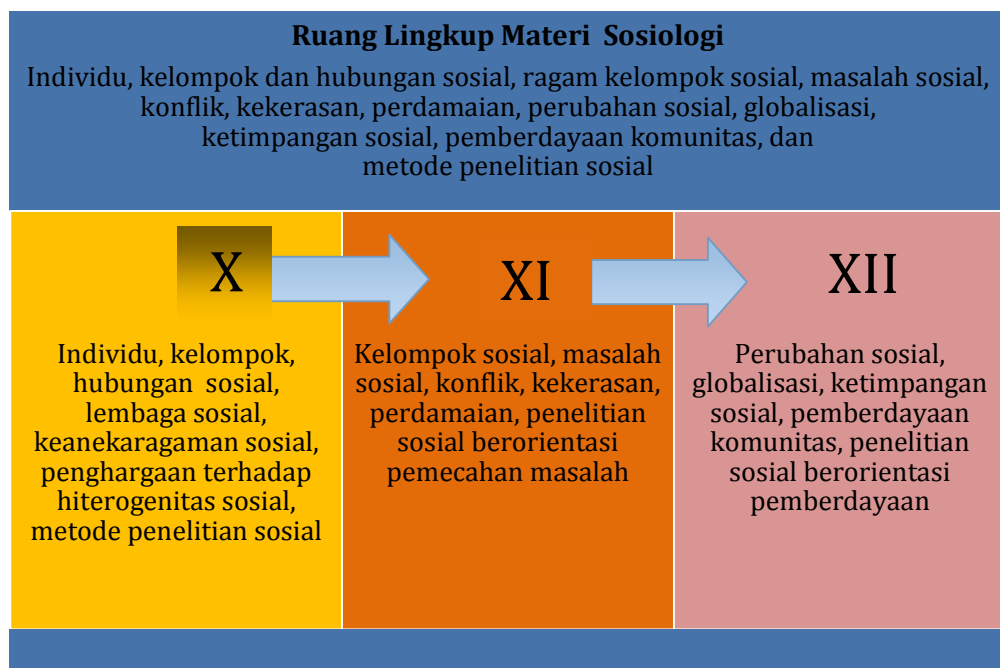 Ruang Lingkup Materi Sosiologi
Individu, kelompok dan hubungan sosial, ragam kelompok sosial, masalah sosial,
konflik, kekerasan, perdamaian, perubahan sosial, globalisasi,
ketimpangan sosial, pemberdayaan komunitas, dan
metode penelitian sosial
X
Individu, kelompok,
hubungan sosial,
lembaga sosial,
keanekaragaman sosial,
penghargaan terhadap
hiterogenitas sosial,
metode penelitian sosial
XI
Kelompok sosial, masalah
sosial, konflik, kekerasan,
perdamaian, penelitian
sosial berorientasi
pemecahan masalah
XII
Perubahan sosial,
globalisasi, ketimpangan
sosial, pemberdayaan
komunitas, penelitian
sosial berorientasi
pemberdayaan